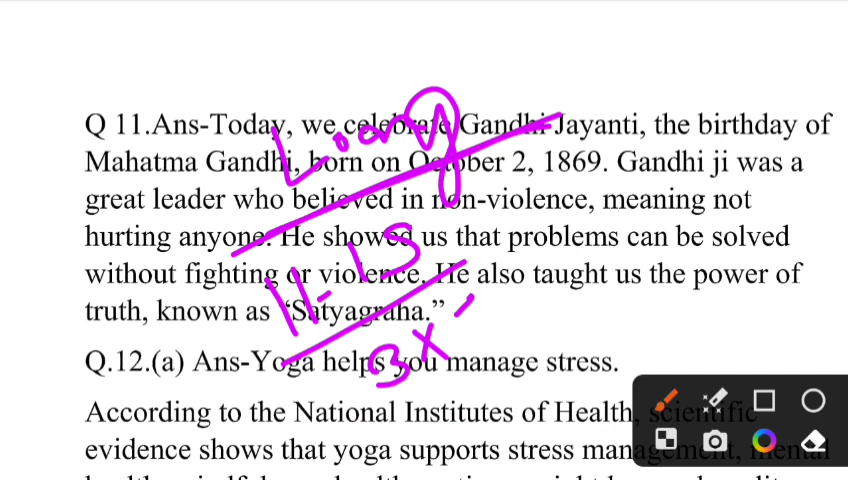 Q 11.Ans-Today, we celebrate Gandhi Jayanti, the birthday of
Mahatma Gandhi, born on October 2, 1869. Gandhi ji was a
great leader who believed in non-violence, meaning not
hurting anyone. He showed us that problems can be solved
without fighting or violence. He also taught us the power of
truth, known as “Satyagraha.”
Q.12.(a) Ans-Yoga helps you manage stress.
According to the National Institutes of Health, scientific
evidence shows that yoga supports stress management, mental
Liong
11-15
3x